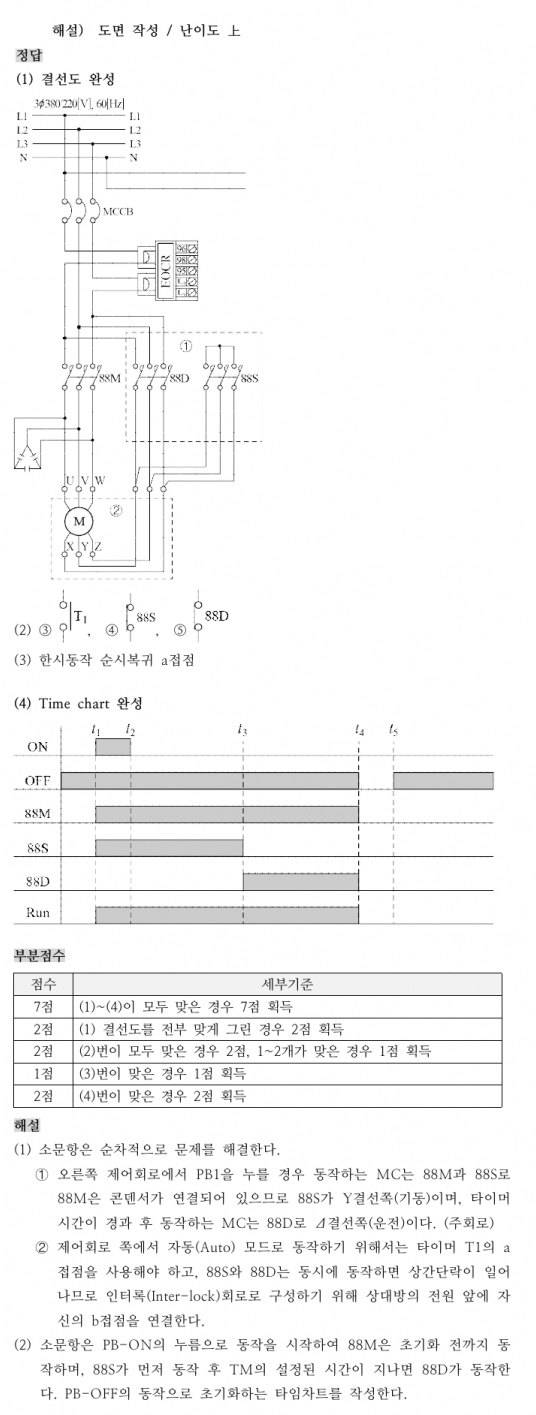 해설) 도면 작성 / 난이도 上
정답
(1) 결선도 완성
3φ380/220[V], 60[Hz]
L1 L1
L2 L2
L3 L3
N N
MCCB
EOCR
96
98
95
①
88M 88D 88S
U V W
②
M
X Y Z
(2) ③ T1 , ④ 88S , ⑤ 88D
(3) 한시동작 순시복귀 a접점
(4) Time chart 완성
t1 t2 t3 t4 t5
ON
OFF
88M
88S
88D
Run
부분점수
점수 세부기준
7점 (1)~(4)이 모두 맞은 경우 7점 획득
2점 (1) 결선도를 전부 맞게 그린 경우 2점 획득
2점 (2)번이 모두 맞은 경우 2점, 1~2개가 맞은 경우 1점 획득
1점 (3)번이 맞은 경우 1점 획득
2점 (4)번이 맞은 경우 2점 획득
해설
(1) 소문항은 순차적으로 문제를 해결한다.
① 오른쪽 제어회로에서 PB1을 누를 경우 동작하는 MC는 88M과 88S로
88M은 콘덴서가 연결되어 있으므로 88S가 Y결선쪽(기동)이며, 타이머
시간이 경과 후 동작하는 MC는 88D로 ⊿결선쪽(운전)이다. (주회로)
② 제어회로 쪽에서 자동(Auto) 모드로 동작하기 위해서는 타이머 T1의 a
접점을 사용해야 하고, 88S와 88D는 동시에 동작하면 상간단락이 일어
나므로 인터록(Inter-lock)회로로 구성하기 위해 상대방의 전원 앞에 자
신의 b접점을 연결한다.
(2) 소문항은 PB-ON의 누름으로 동작을 시작하여 88M은 초기화 전까지 동
작하며, 88S가 먼저 동작 후 TM의 설정된 시간이 지나면 88D가 동작한
다. PB-OFF의 동작으로 초기화하는 타임차트를 작성한다.